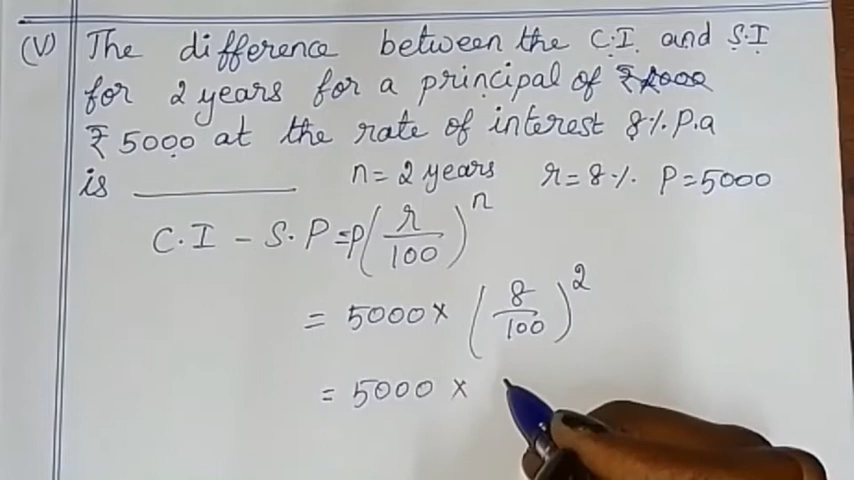 (V) The difference between the C.I. and S.I
for 2 years for a principal of
₹ 5000 at the rate of interest 8% P.a
is ________ n = 2 years r = 8% P = 5000
C.I - S.P = P(r/100)^n
= 5000 × (8/100)^2
= 5000 ×